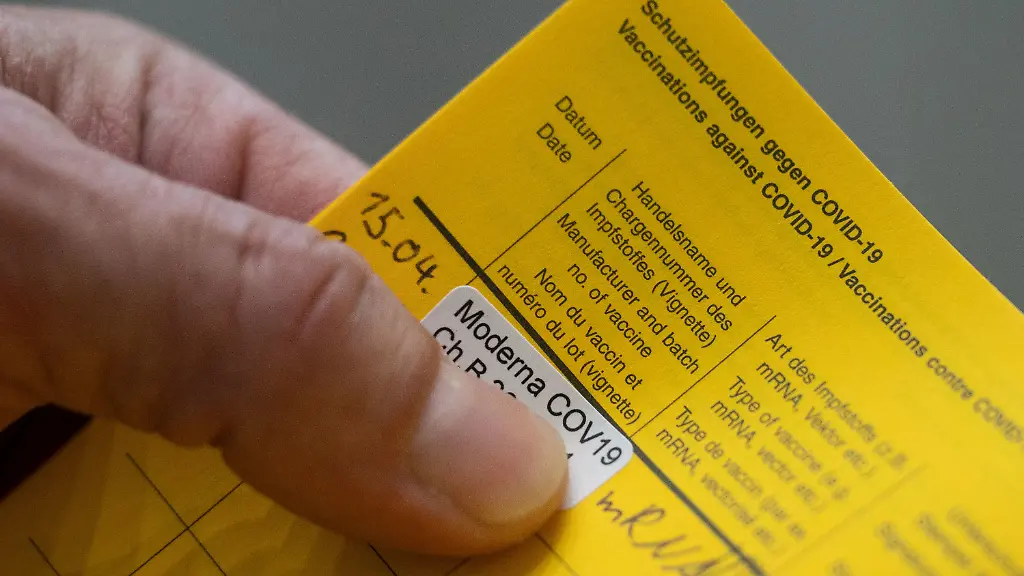 Schutzimpfungen gegen COVID-19
Vaccinations against COVID-19 / Vaccinations contre COVID-
Datum
Date
Handelsname und
Chargennummer des
Impfstoffes (Vignette)
Manufacturer and batch
no. of vaccine
Nom du vaccin et
numéro du lot (vignette)
Art des Impfstoffs (z.B.
mRNA, Vektor etc.)
Type of vaccine (e.g.
mRNA, vector etc.)
Type de vaccin (par ex.
mRNA, vectoriel etc.)
15.04.
Moderna COV19
Ch.B
mRNA